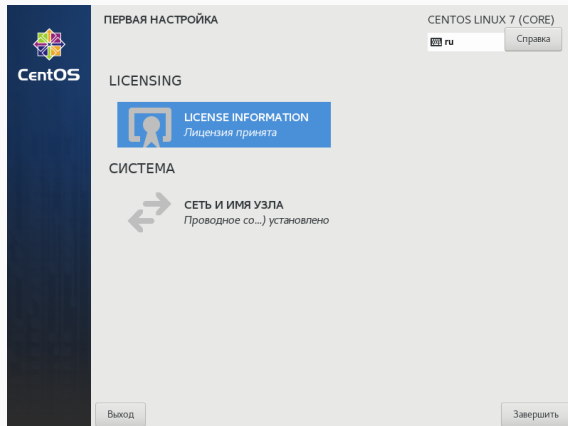 ПЕРВАЯ НАСТРОЙКА
CENTOS LINUX 7 (CORE)
ru
Справка
CentOS
LICENSING
LICENSE INFORMATION
Лицензия принята
СИСТЕМА
СЕТЬ И ИМЯ УЗЛА
Проводное со...) установлено
Выход
Завершить